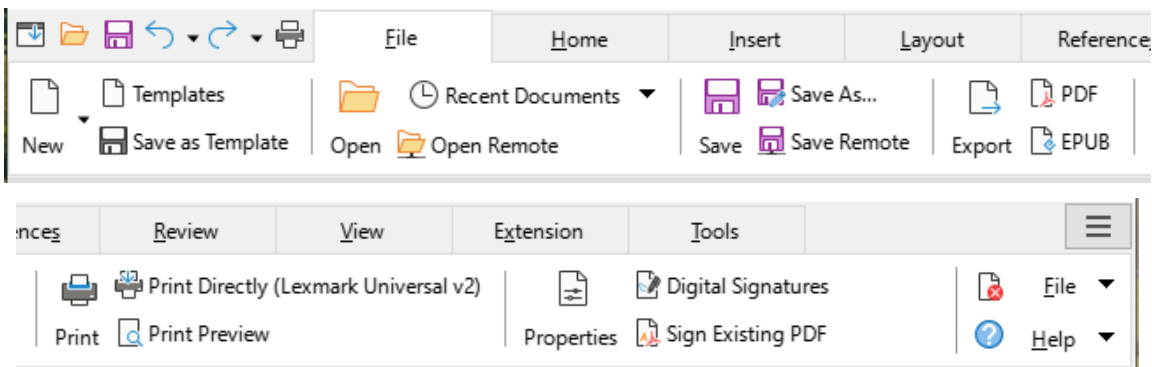 File Home Insert Layout Reference
Templates Recent Documents Save As... PDF
New Save as Template Open Open Remote Save Save Remote Export EPUB
ences Review View Extension Tools
Print Directly (Lexmark Universal v2) Digital Signatures File
Print Print Preview Properties Sign Existing PDF Help